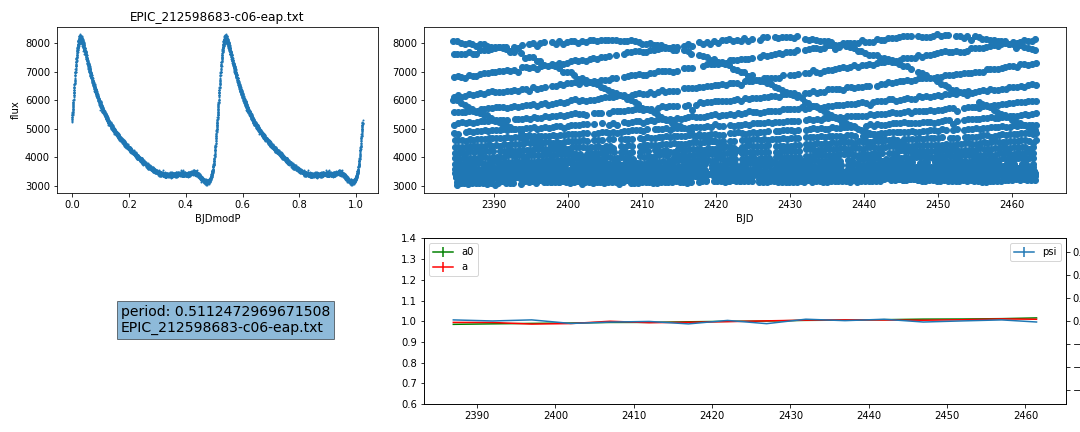 EPIC_212598683-c06-eap.txt
8000
7000
6000
5000
4000
3000
flux
0.0 0.2 0.4 0.6 0.8 1.0
BJDmodP
8000
7000
6000
5000
4000
3000
2390 2400 2410 2420 2430 2440 2450 2460
BJD
period: 0.5112472969671508
EPIC_212598683-c06-eap.txt
1.4
1.3
1.2
1.1
1.0
0.9
0.8
0.7
0.6
a0
a
psi
2390 2400 2410 2420 2430 2440 2450 2460